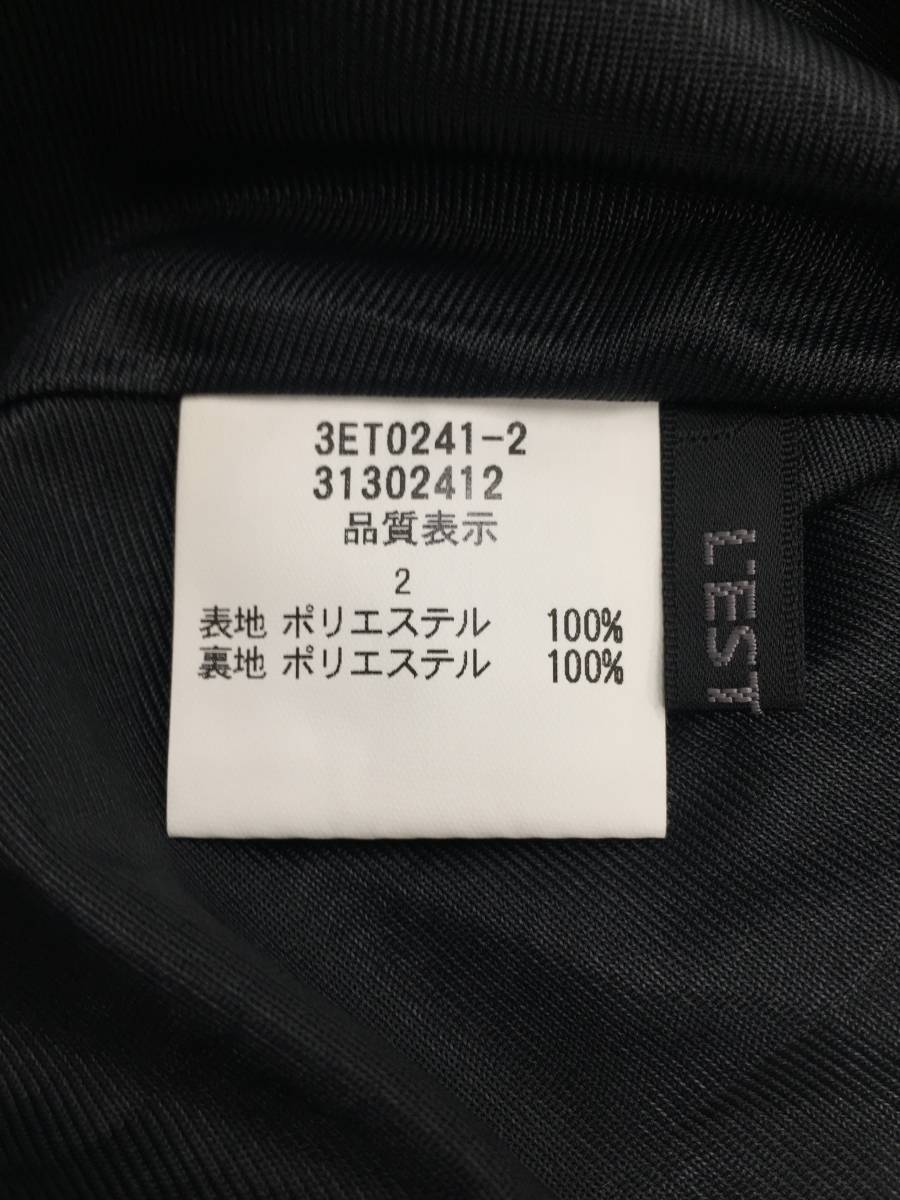 3ET0241-2
31302412
品質表示
2
表地 ポリエステル 100%
裏地 ポリエステル 100%
L'EST